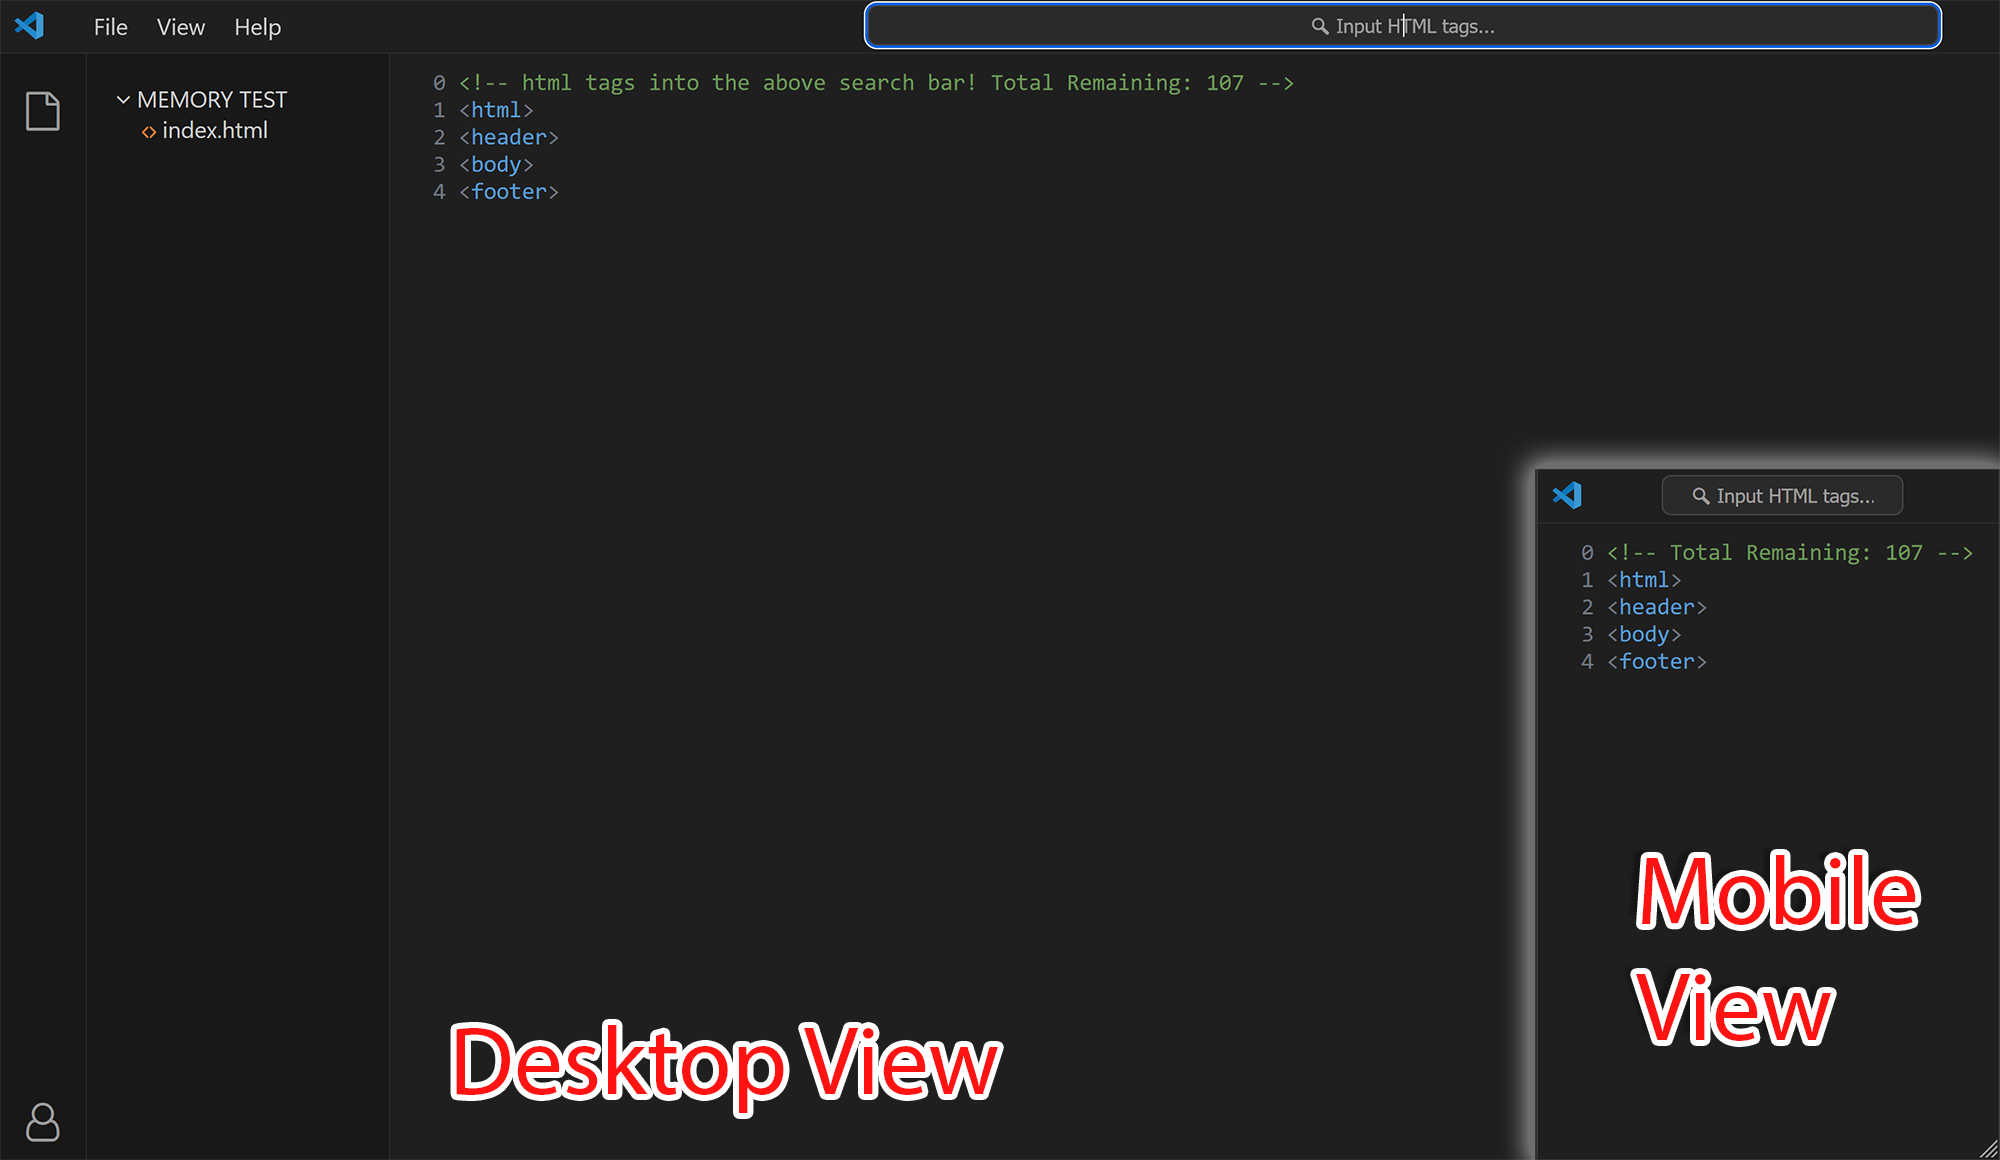 File View Help
Input HTML tags...
MEMORY TEST
index.html
0 <!-- html tags into the above search bar! Total Remaining: 107 -->
1 <html>
2 <header>
3 <body>
4 <footer>
Input HTML tags...
0 <!-- Total Remaining: 107 -->
1 <html>
2 <header>
3 <body>
4 <footer>
Mobile
View
Desktop View